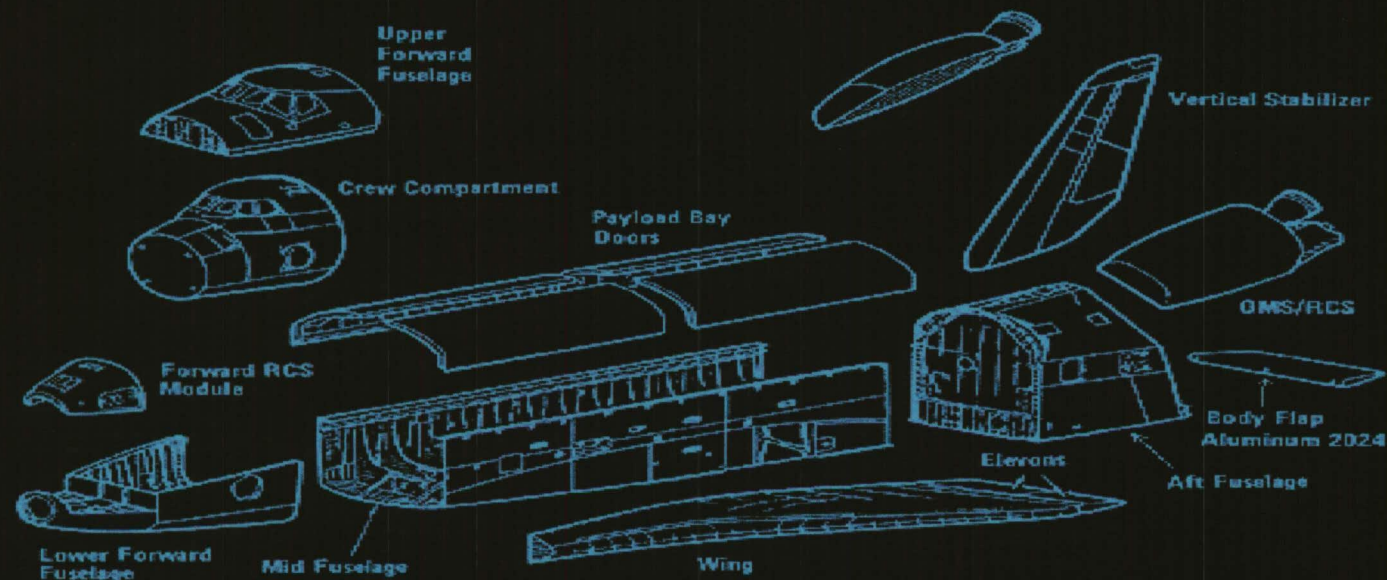 Upper
Forward
Fuselage
Vertical Stabilizer
Crew Compartment
Payload Bay
Doors
OMS/RCS
Forward RCS
Module
Body Flap
Aluminum 2024
Elevons
Aft Fuselage
Lower Forward
Fuselage
Mid Fuselage
Wing